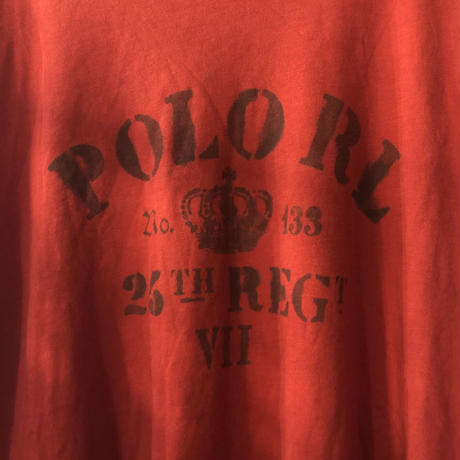 POLO RL
No. 133
25TH REGT
VII